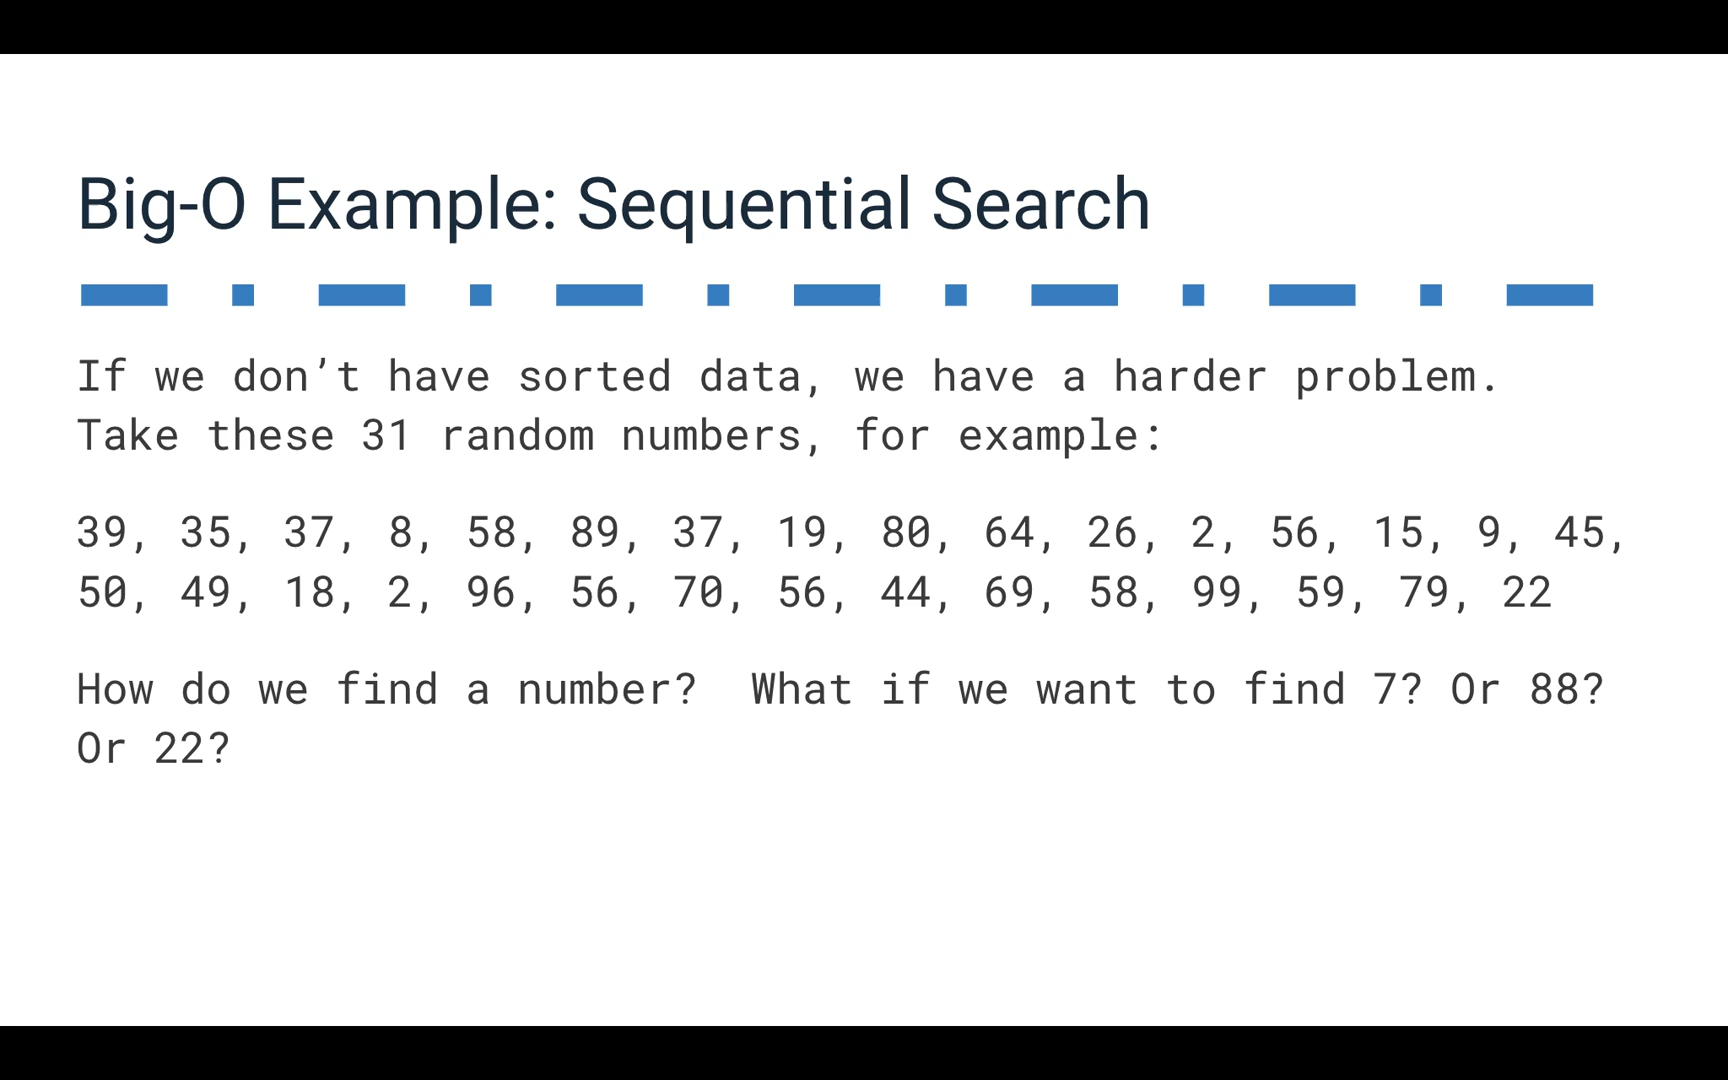 Big-O Example: Sequential Search
If we don’t have sorted data, we have a harder problem.
Take these 31 random numbers, for example:
39, 35, 37, 8, 58, 89, 37, 19, 80, 64, 26, 2, 56, 15, 9, 45,
50, 49, 18, 2, 96, 56, 70, 56, 44, 69, 58, 99, 59, 79, 22
How do we find a number?  What if we want to find 7? Or 88?
Or 22?